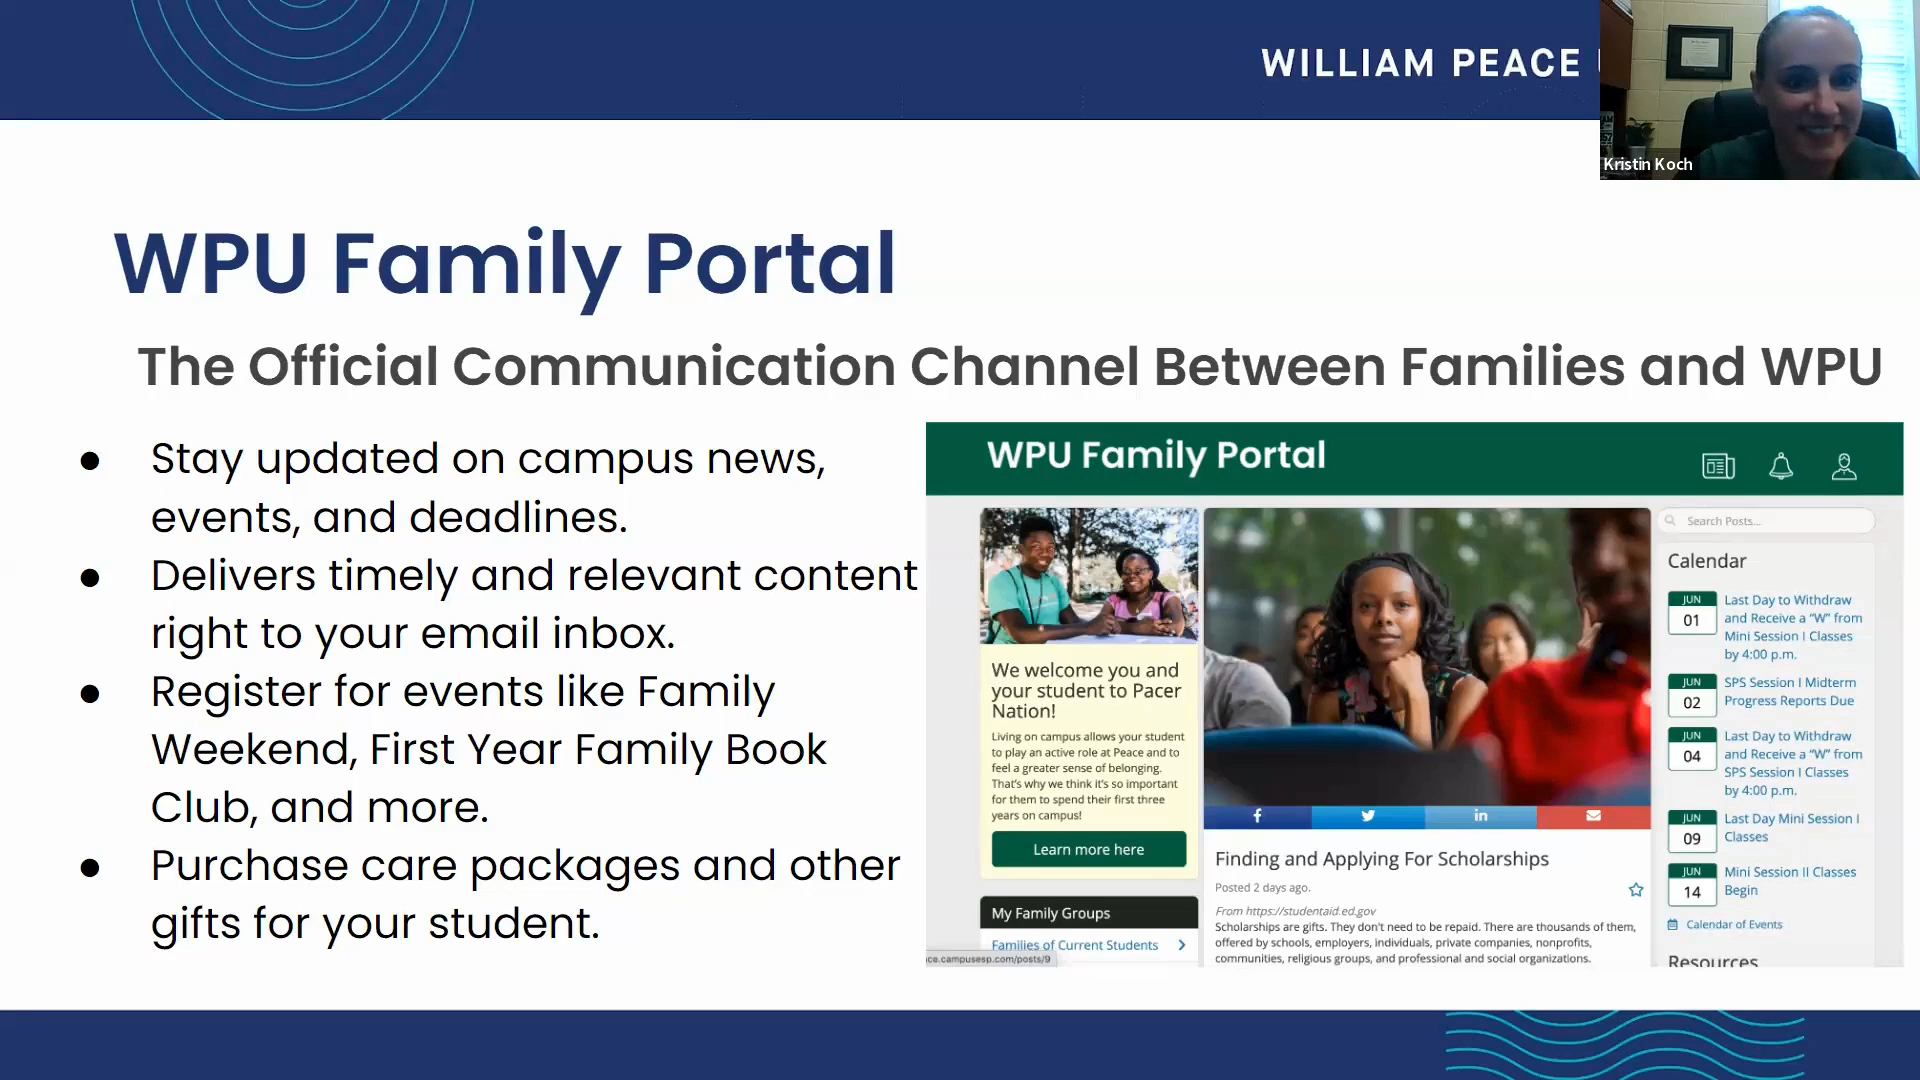 WILLIAM PEACE
Kristin Koch
WPU Family Portal
The Official Communication Channel Between Families and WPU
● Stay updated on campus news,
events, and deadlines.
● Delivers timely and relevant content
right to your email inbox.
● Register for events like Family
Weekend, First Year Family Book
Club, and more.
● Purchase care packages and other
gifts for your student.
WPU Family Portal
We welcome you and
your student to Pacer
Nation!
Living on campus allows your student
to play an active role at Peace and to
feel a greater sense of belonging.
That's why we think it's so important
for them to spend their first three
years on campus!
Learn more here
My Family Groups
Families of Current Students
ace.campusesp.com/posts/9
Finding and Applying For Scholarships
Posted 2 days ago.
From https://studentaid.ed.gov
Scholarships are gifts. They don't need to be repaid. There are thousands of them,
offered by schools, employers, individuals, private companies, nonprofits,
communities, religious groups, and professional and social organizations.
Search Posts...
Calendar
JUN
01
Last Day to Withdraw
and Receive a "W" from
Mini Session I Classes
by 4:00 p.m.
JUN
02
SPS Session I Midterm
Progress Reports Due
JUN
04
Last Day to Withdraw
and Receive a "W" from
SPS Session I Classes
by 4:00 p.m.
JUN
09
Last Day Mini Session I
Classes
JUN
14
Mini Session II Classes
Begin
Calendar of Events
Resources